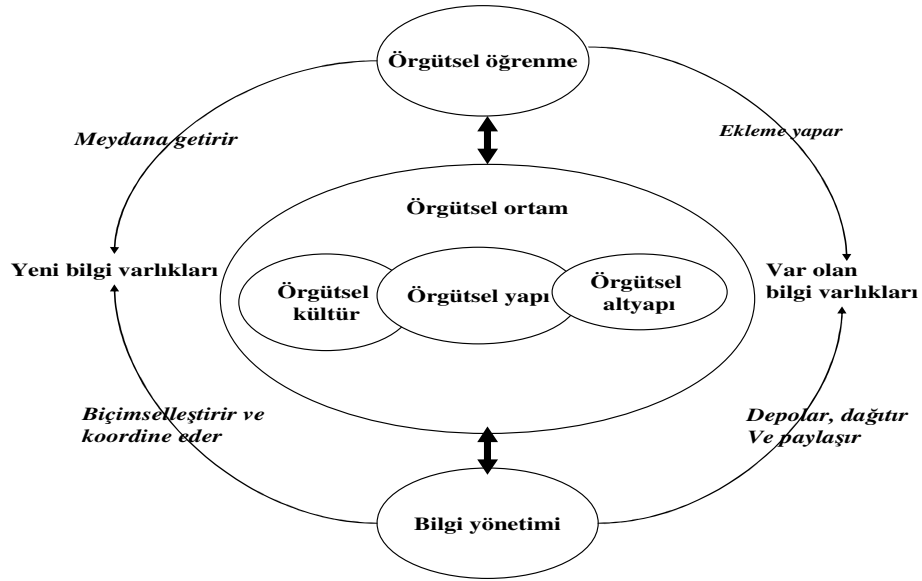 Örgütsel öğrenme
Meydana getirir
Ekleme yapar
Örgütsel ortam
Yeni bilgi varlıkları
Örgütsel
kültür
Örgütsel yapı
Örgütsel
altyapı
Var olan
bilgi varlıkları
Biçimselleştirir ve
koordine eder
Depolar, dağıtır
Ve paylaşır
Bilgi yönetimi